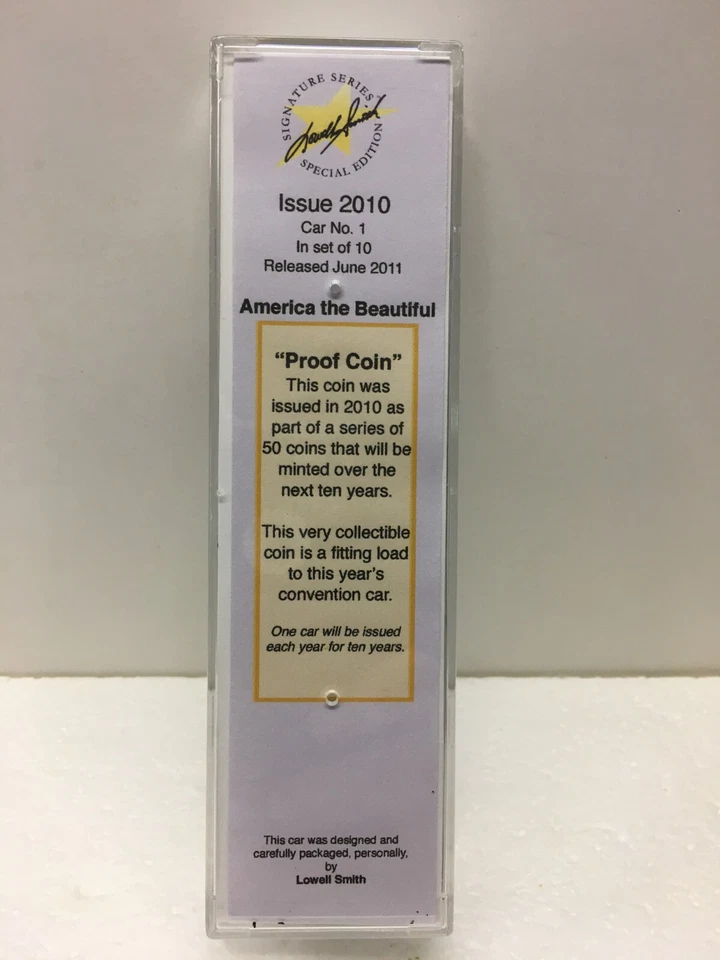 SIGNATURE SERIES
Lowell Smith
SPECIAL EDITION
Issue 2010
Car No. 1
In set of 10
Released June 2011
America the Beautiful
“Proof Coin”
This coin was
issued in 2010 as
part of a series of
50 coins that will be
minted over the
next ten years.
This very collectible
coin is a fitting load
to this year's
convention car.
One car will be issued
each year for ten years.
This car was designed and
carefully packaged, personally,
by
Lowell Smith